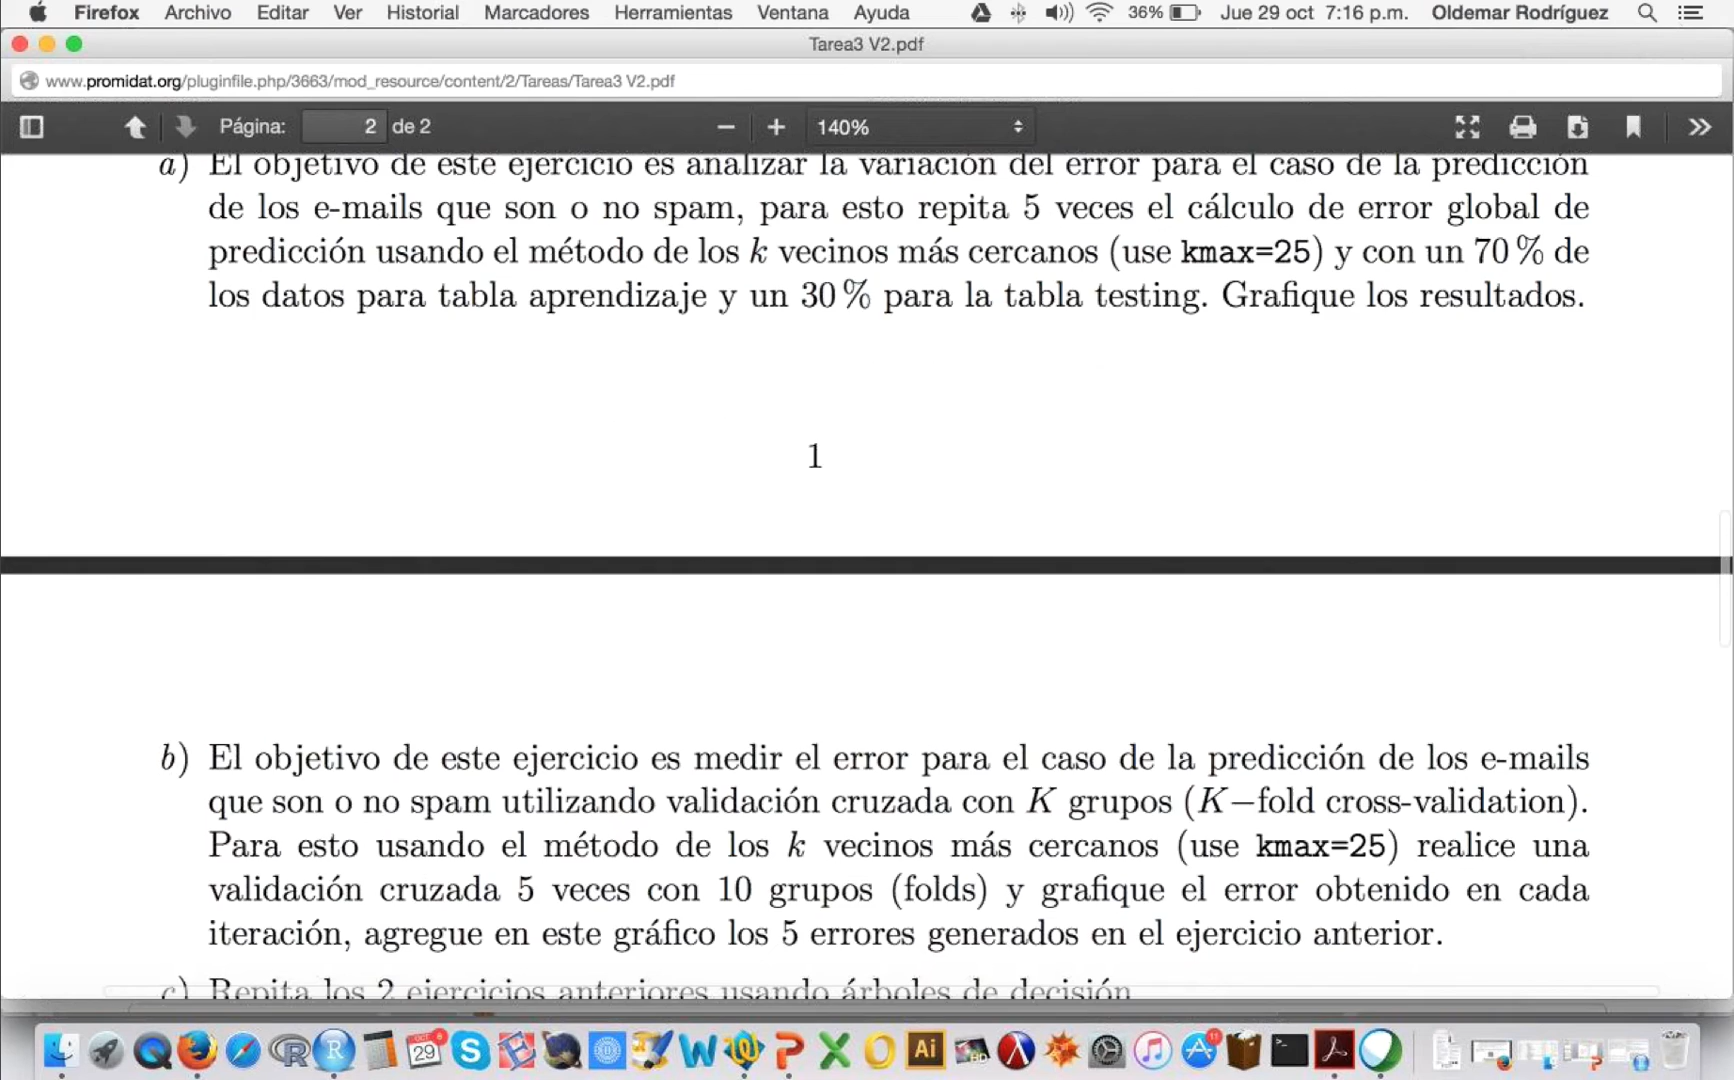 Firefox Archivo Editar Ver Historial Marcadores Herramientas Ventana Ayuda 36% Jue 29 oct 7:16 p.m. Oldemar Rodríguez
Tarea3 V2.pdf
www.promidat.org/pluginfile.php/3663/mod_resource/content/2/Tareas/Tarea3 V2.pdf
Página: 2 de 2 140%
a) El objetivo de este ejercicio es analizar la variación del error para el caso de la predicción
de los e-mails que son o no spam, para esto repita 5 veces el cálculo de error global de
predicción usando el método de los k vecinos más cercanos (use kmax=25) y con un 70 % de
los datos para tabla aprendizaje y un 30 % para la tabla testing. Grafique los resultados.
1
b) El objetivo de este ejercicio es medir el error para el caso de la predicción de los e-mails
que son o no spam utilizando validación cruzada con K grupos (K−fold cross-validation).
Para esto usando el método de los k vecinos más cercanos (use kmax=25) realice una
validación cruzada 5 veces con 10 grupos (folds) y grafique el error obtenido en cada
iteración, agregue en este gráfico los 5 errores generados en el ejercicio anterior.
c) Repita los 2 ejercicios anteriores usando árboles de decisión
OCT 29 Ai